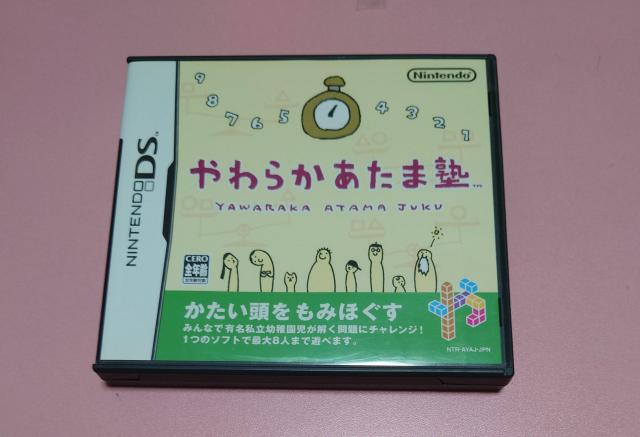 NINTENDO DS™
Nintendo
9 8 7 6 5 4 3 2 1
やわらかあたま塾™
YAWARAKA ATAMA JUKU
CERO
全年齢
かたい頭をもみほぐす
みんなで有名私立幼稚園児が解く問題にチャレンジ！
1つのソフトで最大8人まで遊べます。
NTR-AYAJ-JPN